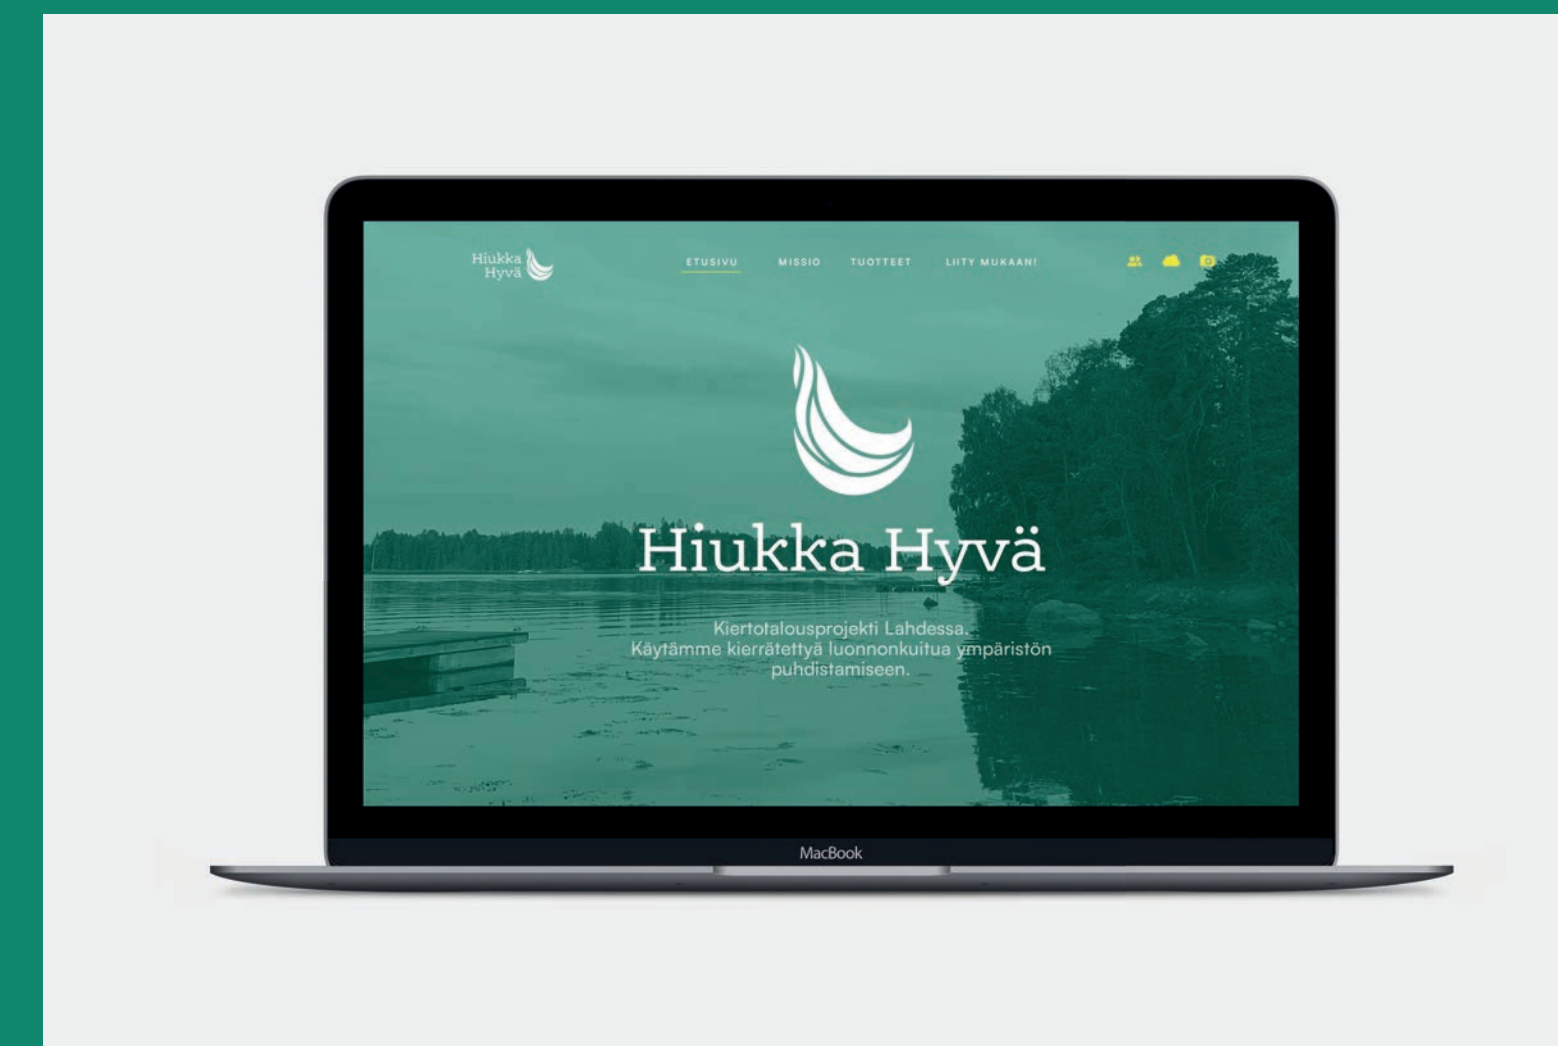 Hiukka
Hyvä
ETUSIVU MISSIO TUOTTEET LIITY MUKAAN!
Hiukka Hyvä
Kiertotalousprojekti Lahdessa.
Käytämme kierrätettyä luonnonkuitua ympäristön
puhdistamiseen.
MacBook